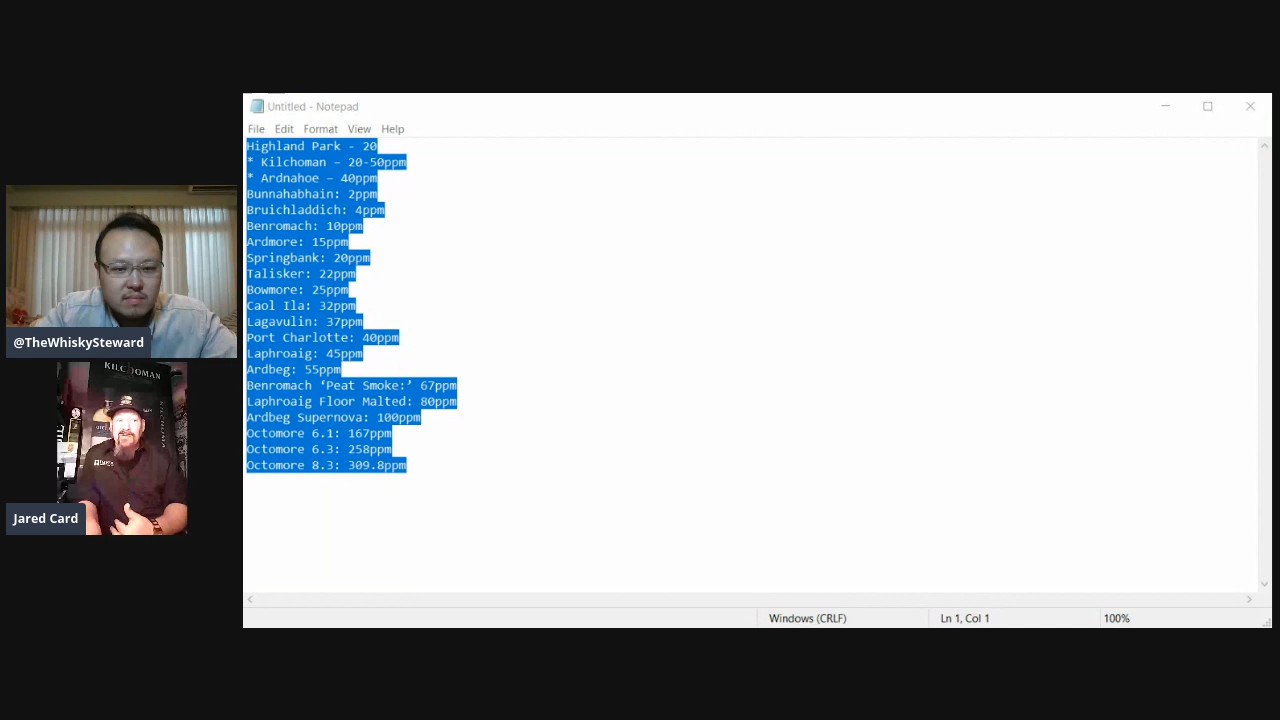 Untitled - Notepad
File Edit Format View Help
Highland Park - 20
* Kilchoman – 20-50ppm
* Ardnahoe – 40ppm
Bunnahabhain: 2ppm
Bruichladdich: 4ppm
Benromach: 10ppm
Ardmore: 15ppm
Springbank: 20ppm
Talisker: 22ppm
Bowmore: 25ppm
Caol Ila: 32ppm
Lagavulin: 37ppm
Port Charlotte: 40ppm
Laphroaig: 45ppm
Ardbeg: 55ppm
Benromach ‘Peat Smoke:’ 67ppm
Laphroaig Floor Malted: 80ppm
Ardbeg Supernova: 100ppm
Octomore 6.1: 167ppm
Octomore 6.3: 258ppm
Octomore 8.3: 309.8ppm
Windows (CRLF) Ln 1, Col 1 100%
@TheWhiskySteward
KILCHOMAN
Jared Card